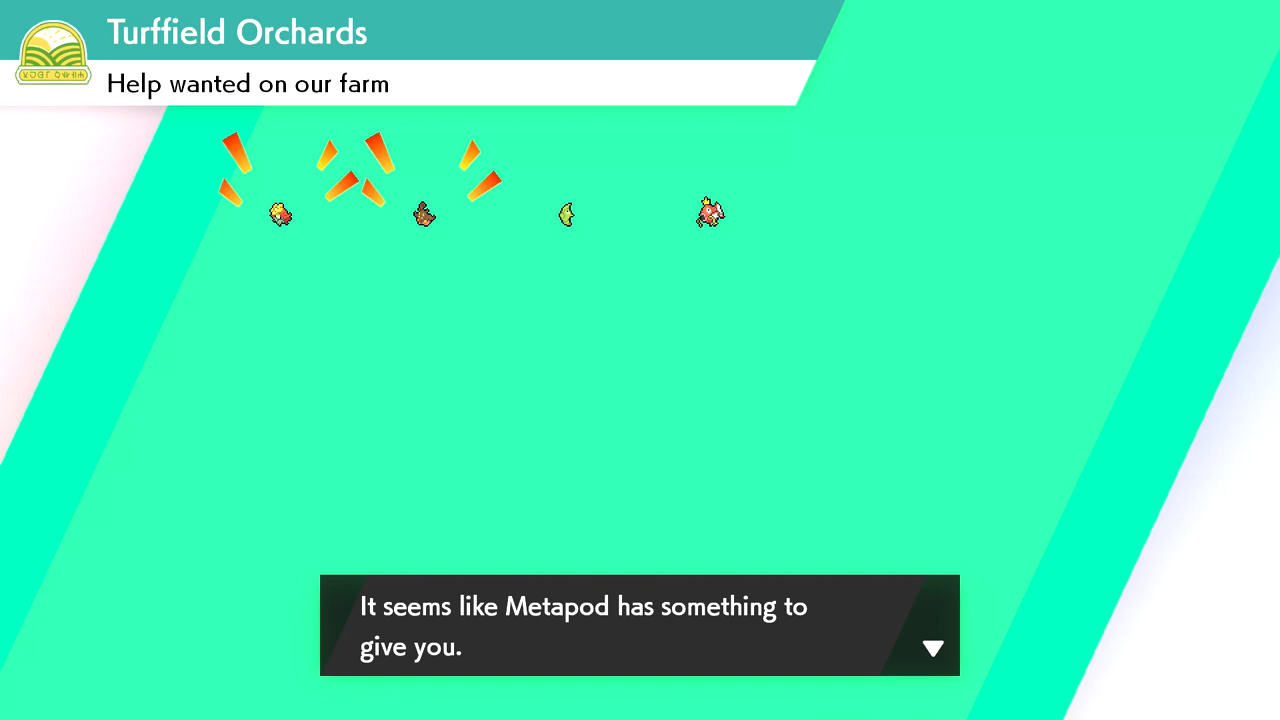 Turffield Orchards
Help wanted on our farm
It seems like Metapod has something to
give you.